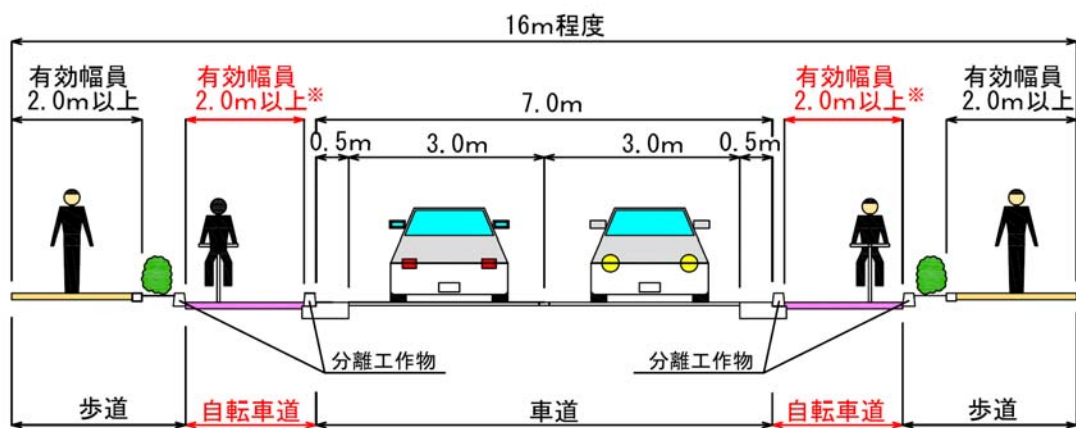 16m程度
有効幅員
2.0m以上
有効幅員
2.0m以上※
7.0m
有効幅員
2.0m以上※
有効幅員
2.0m以上
0.5m
3.0m
3.0m
0.5m
分離工作物
分離工作物
歩道
自転車道
車道
自転車道
歩道